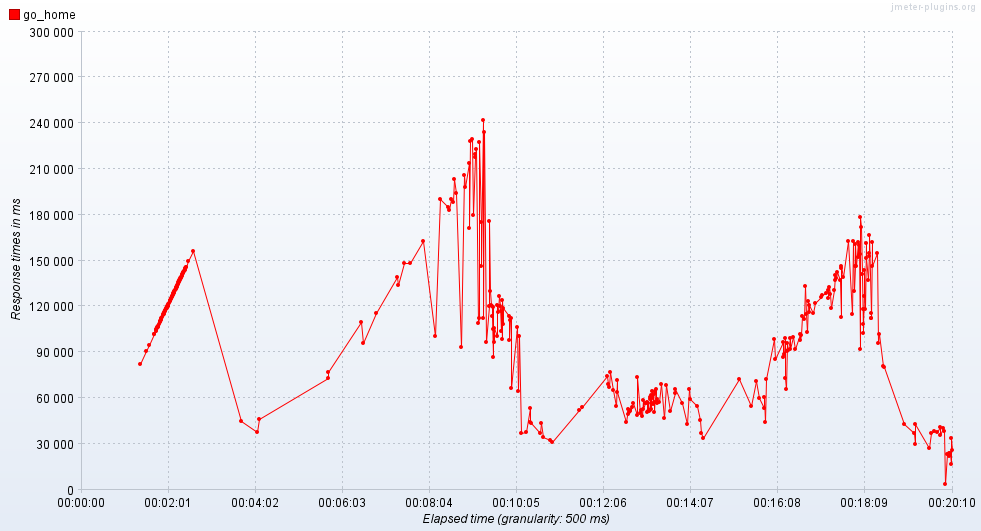 go_home
jmeter-plugins.org
300 000
270 000
240 000
210 000
180 000
150 000
120 000
90 000
60 000
30 000
0
Response times in ms
00:00:00 00:02:01 00:04:02 00:06:03 00:08:04 00:10:05 00:12:06 00:14:07 00:16:08 00:18:09 00:20:10
Elapsed time (granularity: 500 ms)